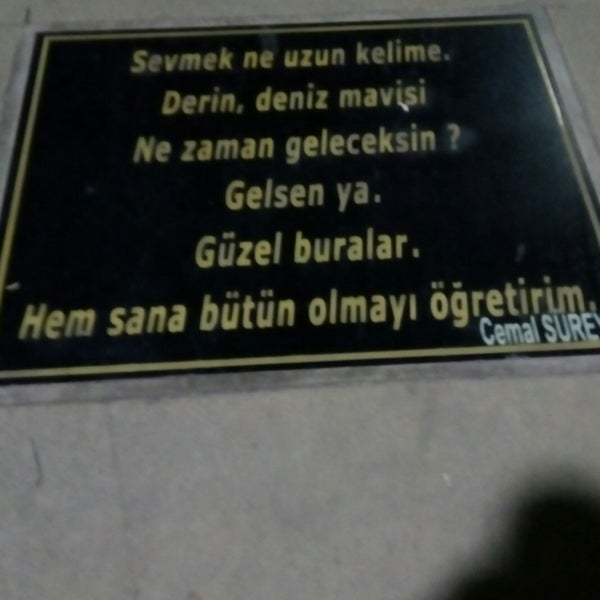 Sevmek ne uzun kelime.
Derin, deniz mavisi
Ne zaman geleceksin ?
Gelsen ya.
Güzel buralar.
Hem sana bütün olmayı öğretirim.
Cemal SUREY